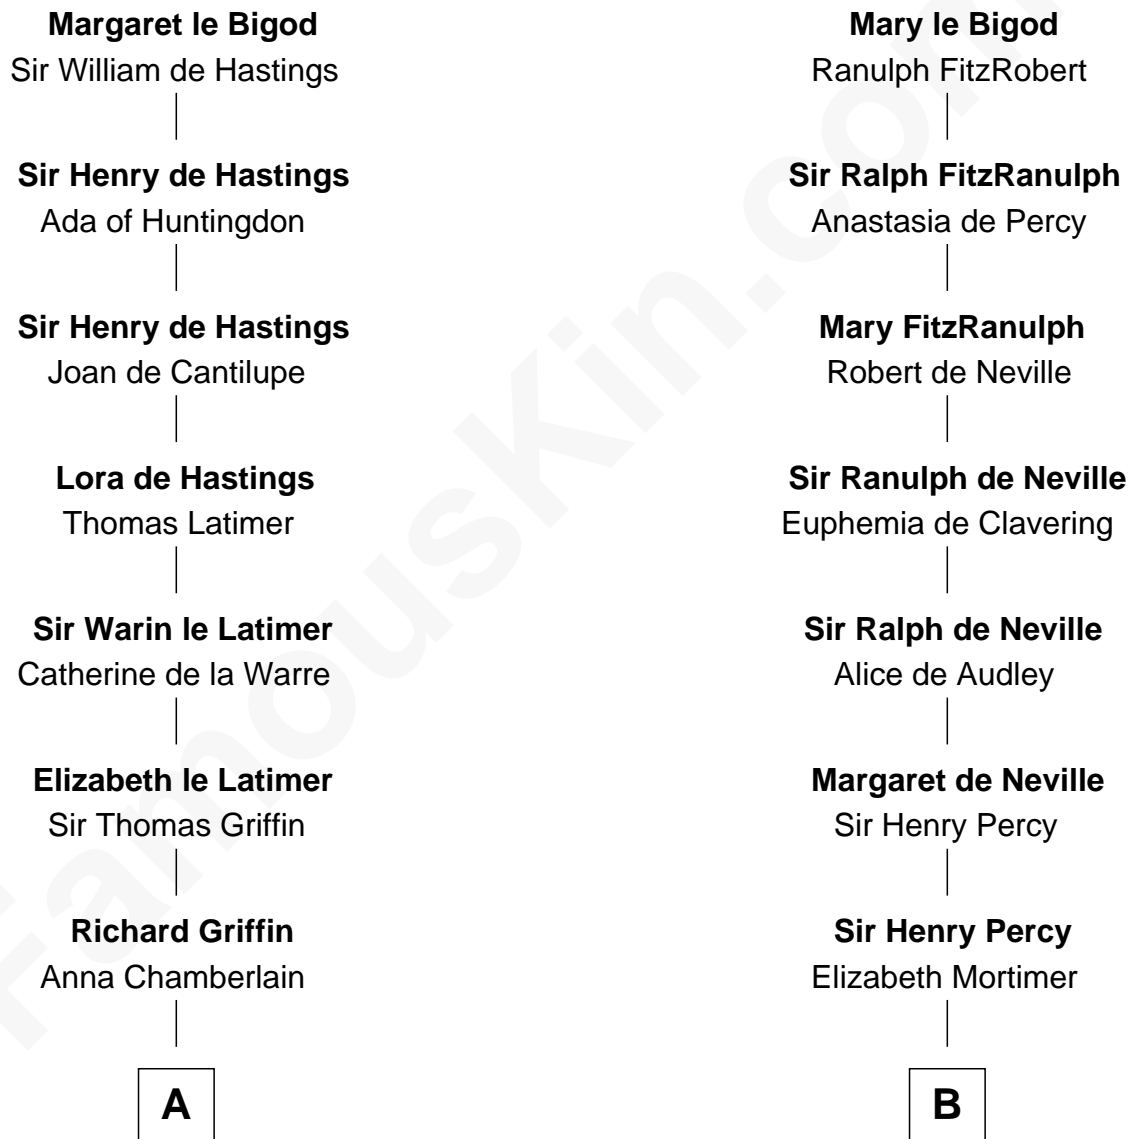 Margaret le Bigod
Sir William de Hastings
Sir Henry de Hastings
Ada of Huntingdon
Sir Henry de Hastings
Joan de Cantilupe
Lora de Hastings
Thomas Latimer
Sir Warin le Latimer
Catherine de la Warre
Elizabeth le Latimer
Sir Thomas Griffin
Richard Griffin
Anna Chamberlain
A
Mary le Bigod
Ranulph FitzRobert
Sir Ralph FitzRanulph
Anastasia de Percy
Mary FitzRanulph
Robert de Neville
Sir Ranulph de Neville
Euphemia de Clavering
Sir Ralph de Neville
Alice de Audley
Margaret de Neville
Sir Henry Percy
Sir Henry Percy
Elizabeth Mortimer
B
FamousKin.com